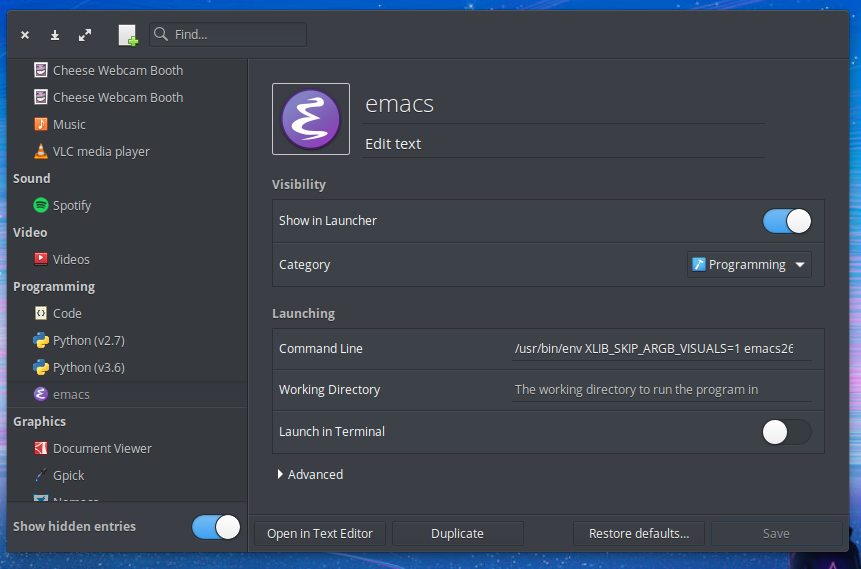 Find...
Cheese Webcam Booth
Cheese Webcam Booth
Music
VLC media player
Sound
Spotify
Video
Videos
Programming
Code
Python (v2.7)
Python (v3.6)
emacs
Graphics
Document Viewer
Gpick
Show hidden entries
emacs
Edit text
Visibility
Show in Launcher
Category
Programming
Launching
Command Line
/usr/bin/env XLIB_SKIP_ARGB_VISUALS=1 emacs26
Working Directory
The working directory to run the program in
Launch in Terminal
Advanced
Open in Text Editor
Duplicate
Restore defaults...
Save